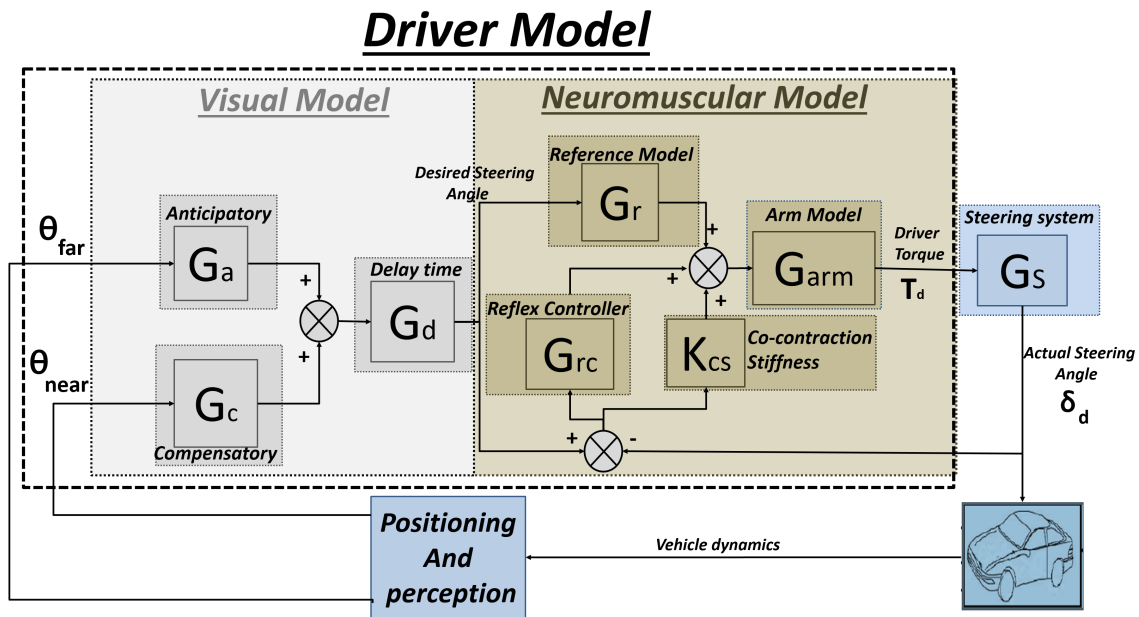 Driver Model
Visual Model
Neuromuscular Model
Reference Model
Desired Steering
Angle
Gr
Anticipatory
θfar
Ga
+
+
Delay time
Gd
+
+
+
Arm Model
Garm
Driver
Torque
Td
Steering system
GS
Reflex Controller
Grc
Kcs
Co-contraction
Stiffness
θnear
Gc
Compensatory
+
-
Actual Steering
Angle
δd
Positioning
And
perception
Vehicle dynamics